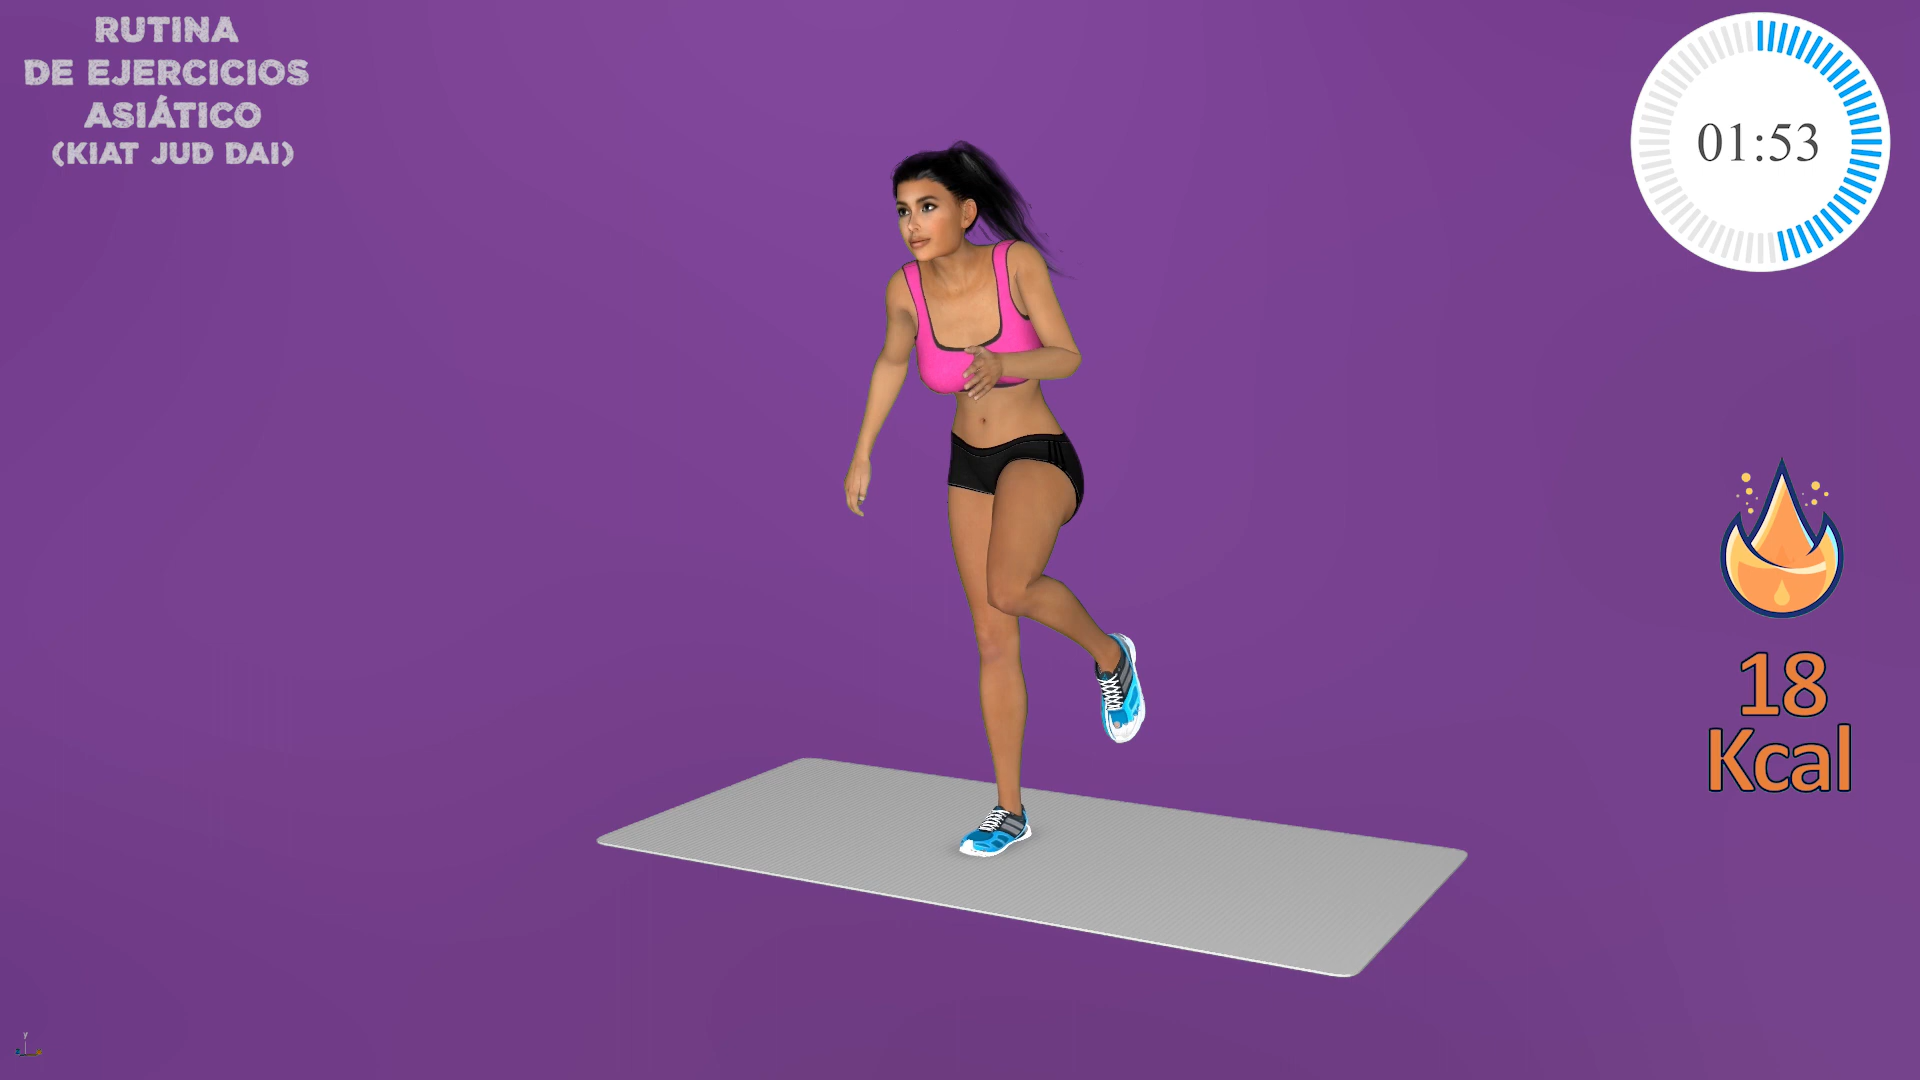 RUTINA
DE EJERCICIOS
ASIÁTICO
(KIAT JUD DAI)
01:53
18
Kcal
y